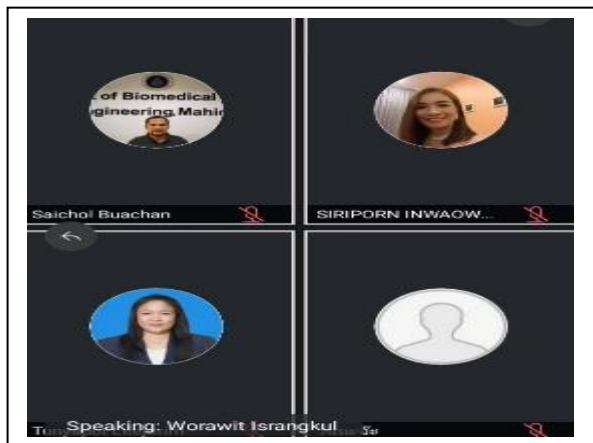 of Biomedical
gineering, Mahi
Saichol Buachan
SIRIPORN INWAOW...
Speaking: Worawit Israngkul